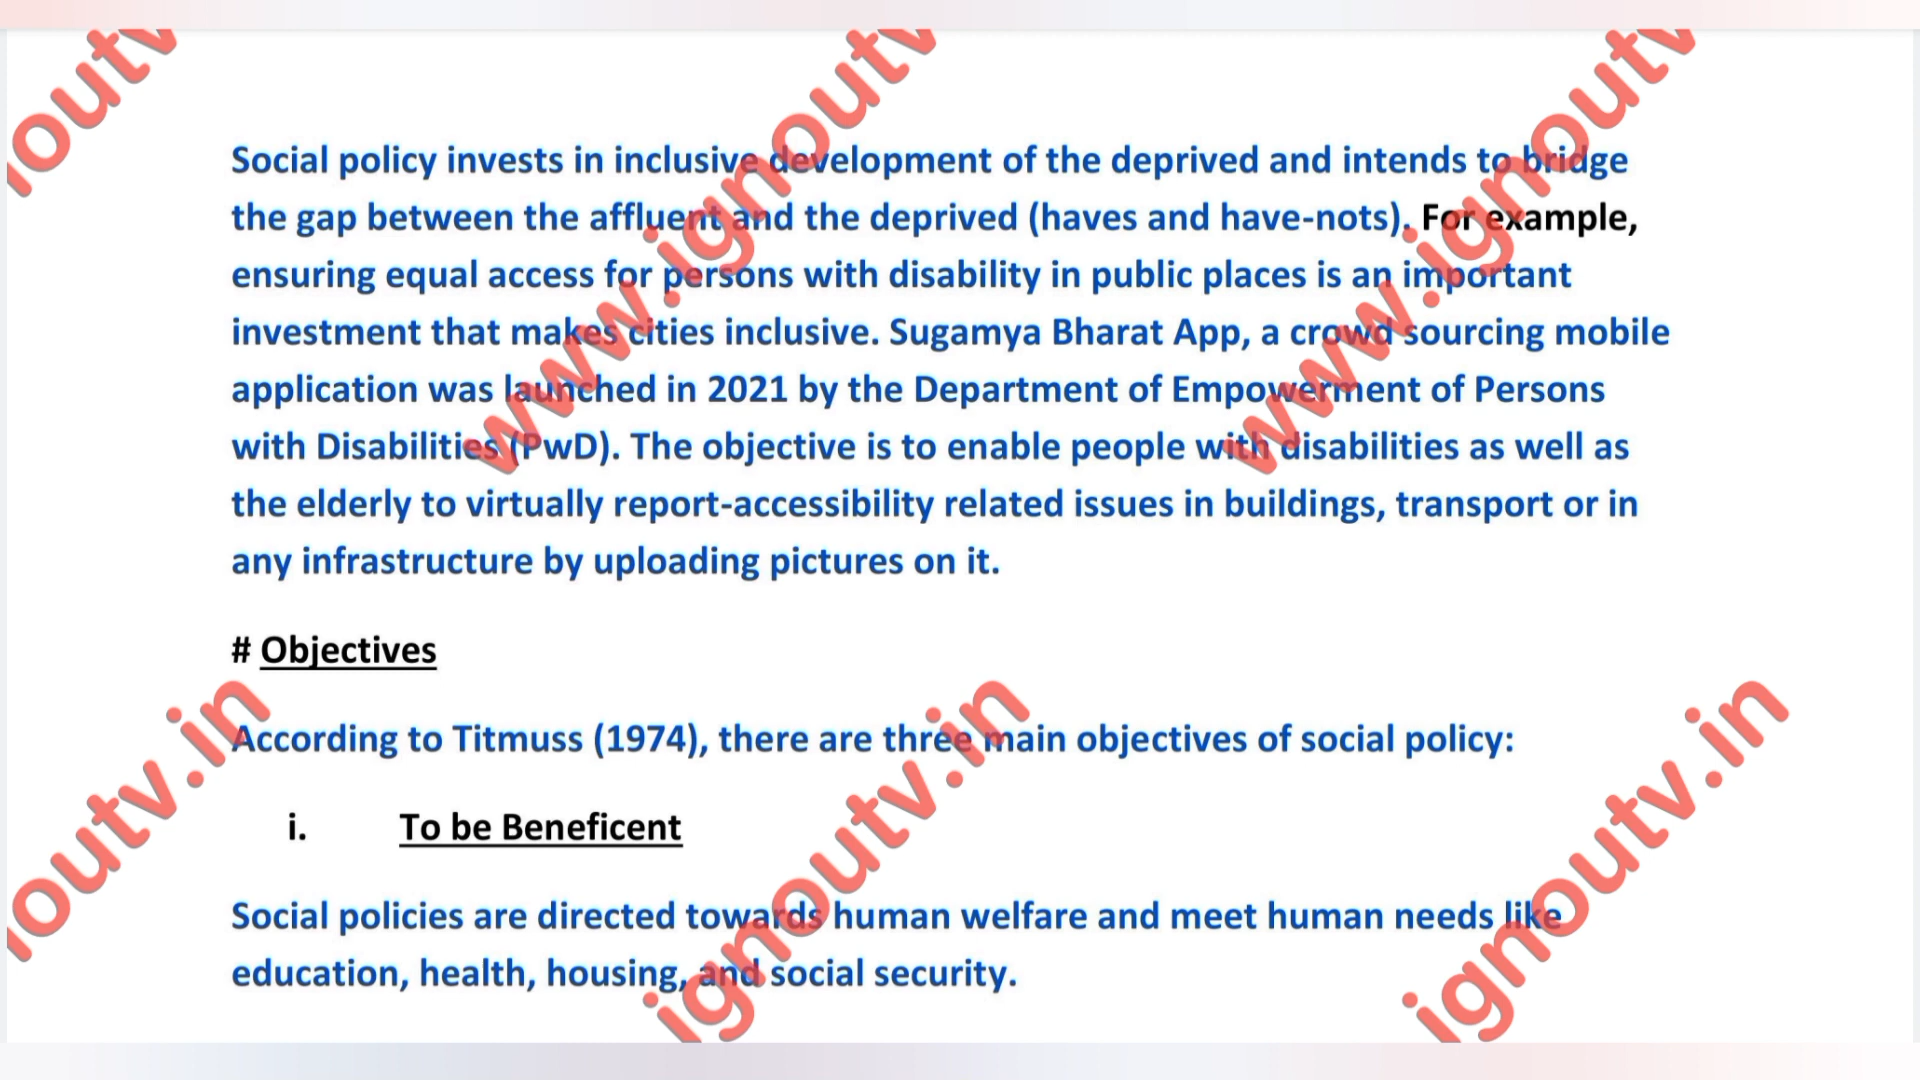 Social policy invests in inclusive development of the deprived and intends to bridge
the gap between the affluent and the deprived (haves and have-nots). For example,
ensuring equal access for persons with disability in public places is an important
investment that makes cities inclusive. Sugamya Bharat App, a crowd sourcing mobile
application was launched in 2021 by the Department of Empowerment of Persons
with Disabilities (PwD). The objective is to enable people with disabilities as well as
the elderly to virtually report-accessibility related issues in buildings, transport or in
any infrastructure by uploading pictures on it.
# Objectives
According to Titmuss (1974), there are three main objectives of social policy:
i. To be Beneficent
Social policies are directed towards human welfare and meet human needs like
education, health, housing, and social security.
outv
www.ignoutv
www.ignoutv
outv.in
ignoutv.in
ignoutv.in